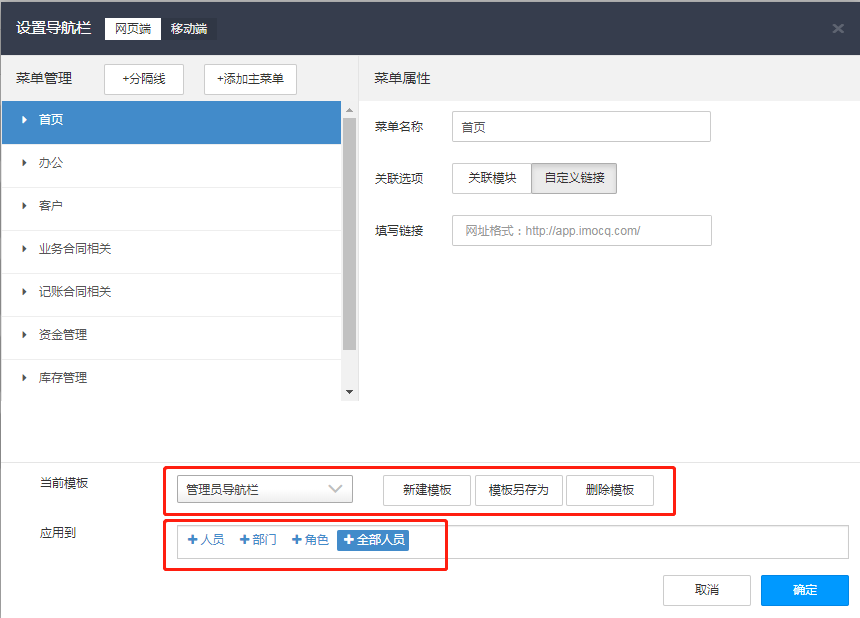 设置导航栏 网页端 移动端
菜单管理 +分隔线 +添加主菜单 菜单属性
首页
办公
客户
业务合同相关
记账合同相关
资金管理
库存管理
菜单名称 首页
关联选项 关联模块 自定义链接
填写链接 网址格式：http://app.imocq.com/
当前模板 管理员导航栏 新建模板 模板另存为 删除模板
应用到 +人员 +部门 +角色 +全部人员
取消 确定